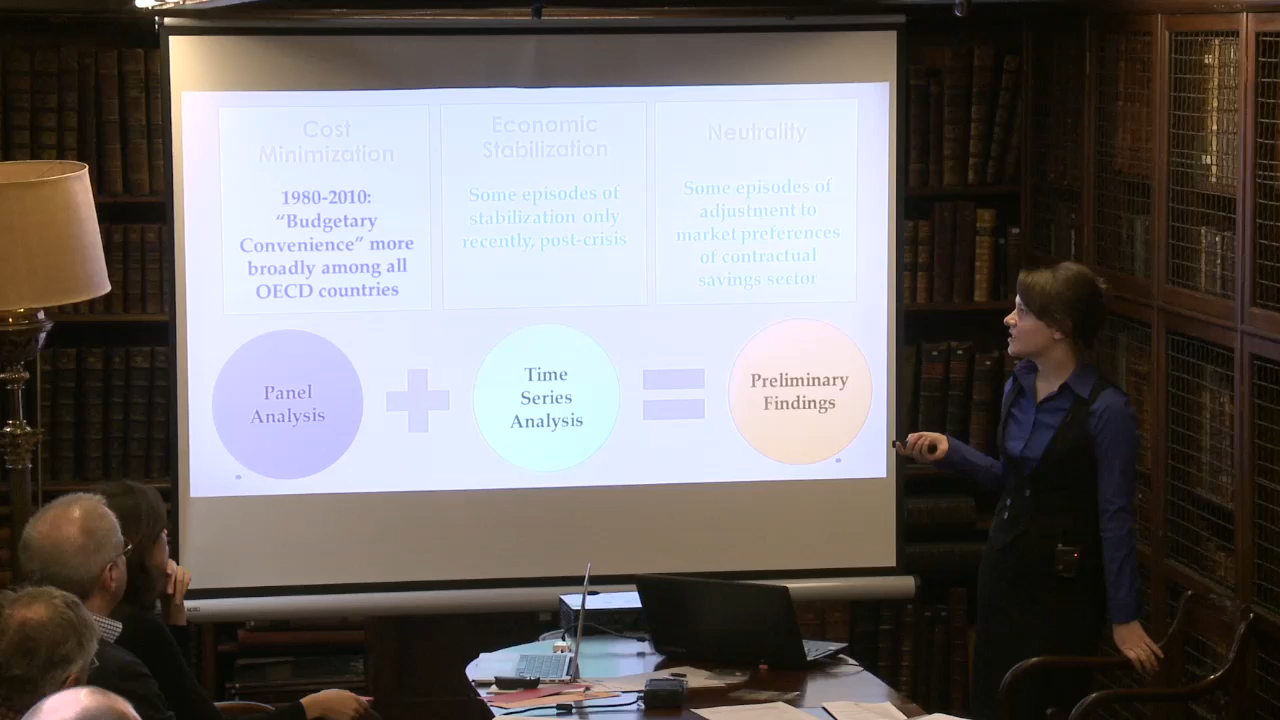 Cost
Minimization
1980-2010:
“Budgetary
Convenience” more
broadly among all
OECD countries
Economic
Stabilization
Some episodes of
stabilization only
recently, post-crisis
Neutrality
Some episodes of
adjustment to
market preferences
of contractual
savings sector
Panel
Analysis
Time
Series
Analysis
Preliminary
Findings